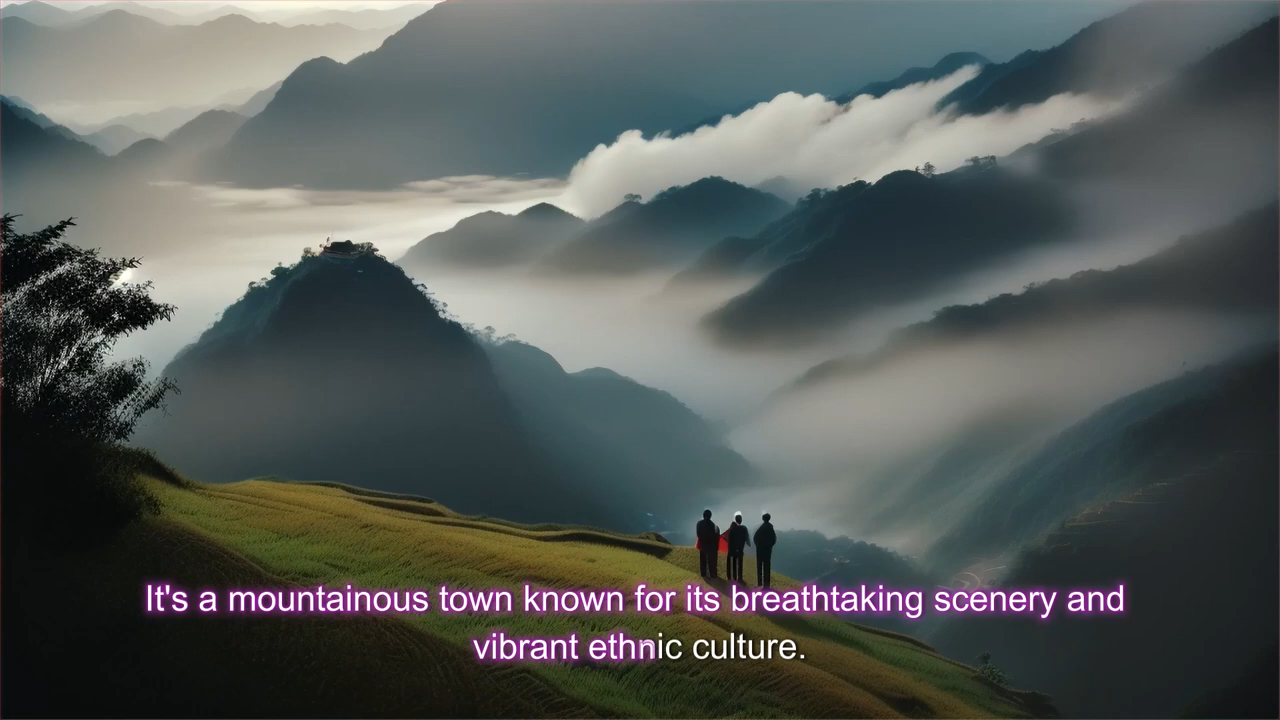 It's a mountainous town known for its breathtaking scenery and
vibrant ethnic culture.